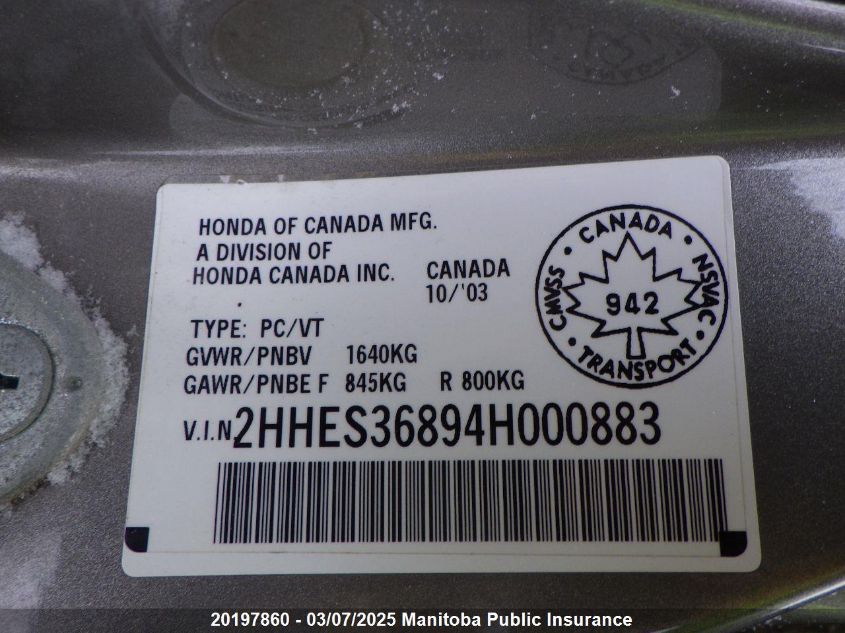 HONDA OF CANADA MFG.
A DIVISION OF
HONDA CANADA INC. CANADA
10/'03
TYPE: PC/VT
GVWR/PNBV 1640KG
GAWR/PNBE F 845KG R 800KG
V.I.N. 2HHES36894H000883
CANADA
CMVSS 942 NSVAC
TRANSPORT
20197860 - 03/07/2025 Manitoba Public Insurance